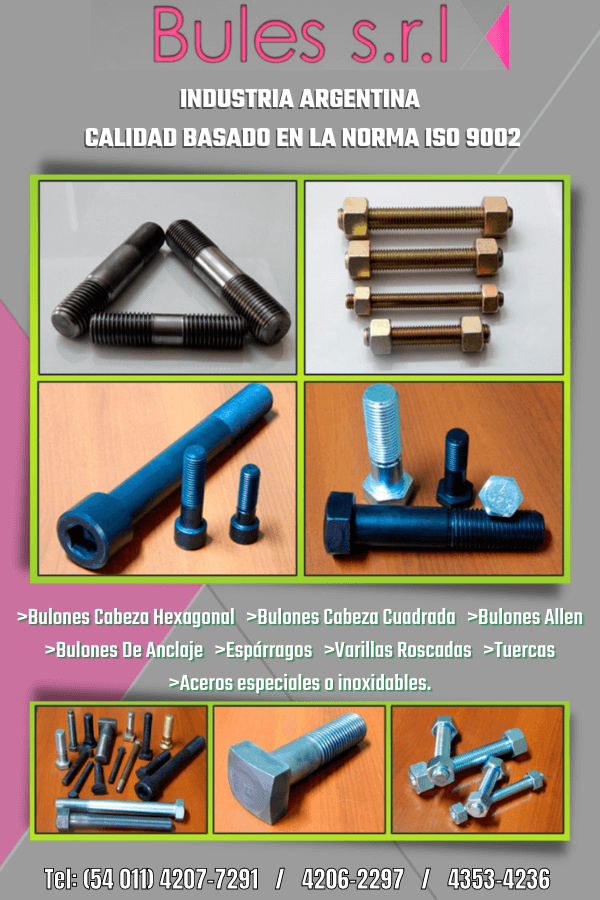 Bules s.r.l
INDUSTRIA ARGENTINA
CALIDAD BASADO EN LA NORMA ISO 9002
>Bulones Cabeza Hexagonal >Bulones Cabeza Cuadrada >Bulones Allen
>Bulones De Anclaje >Espárragos >Varillas Roscadas >Tuercas
>Aceros especiales o inoxidables.
Tel: (54 011) 4207-7291 / 4206-2297 / 4353-4236